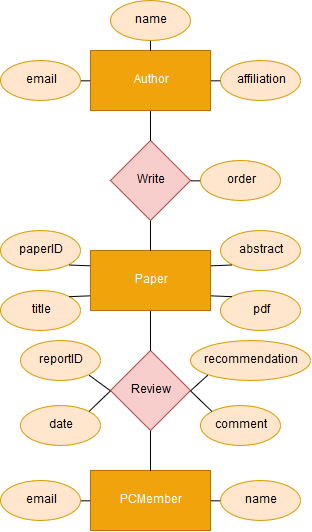 name
email
Author
affiliation
Write
order
paperID
abstract
Paper
title
pdf
reportID
recommendation
Review
date
comment
email
PCMember
name